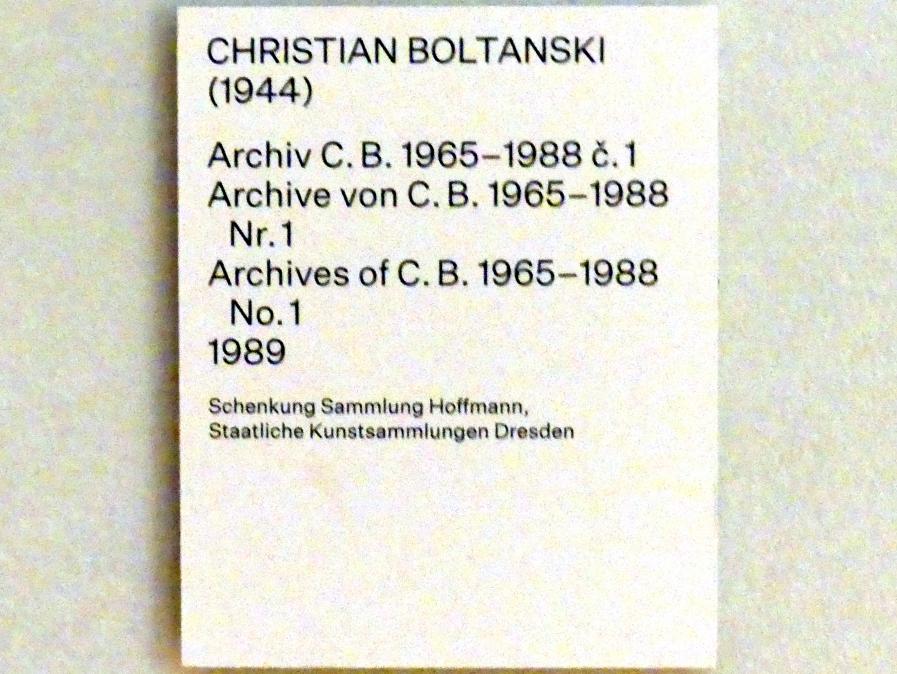 CHRISTIAN BOLTANSKI
(1944)
Archiv C. B. 1965–1988 č. 1
Archive von C. B. 1965–1988
Nr. 1
Archives of C. B. 1965–1988
No. 1
1989
Schenkung Sammlung Hoffmann,
Staatliche Kunstsammlungen Dresden